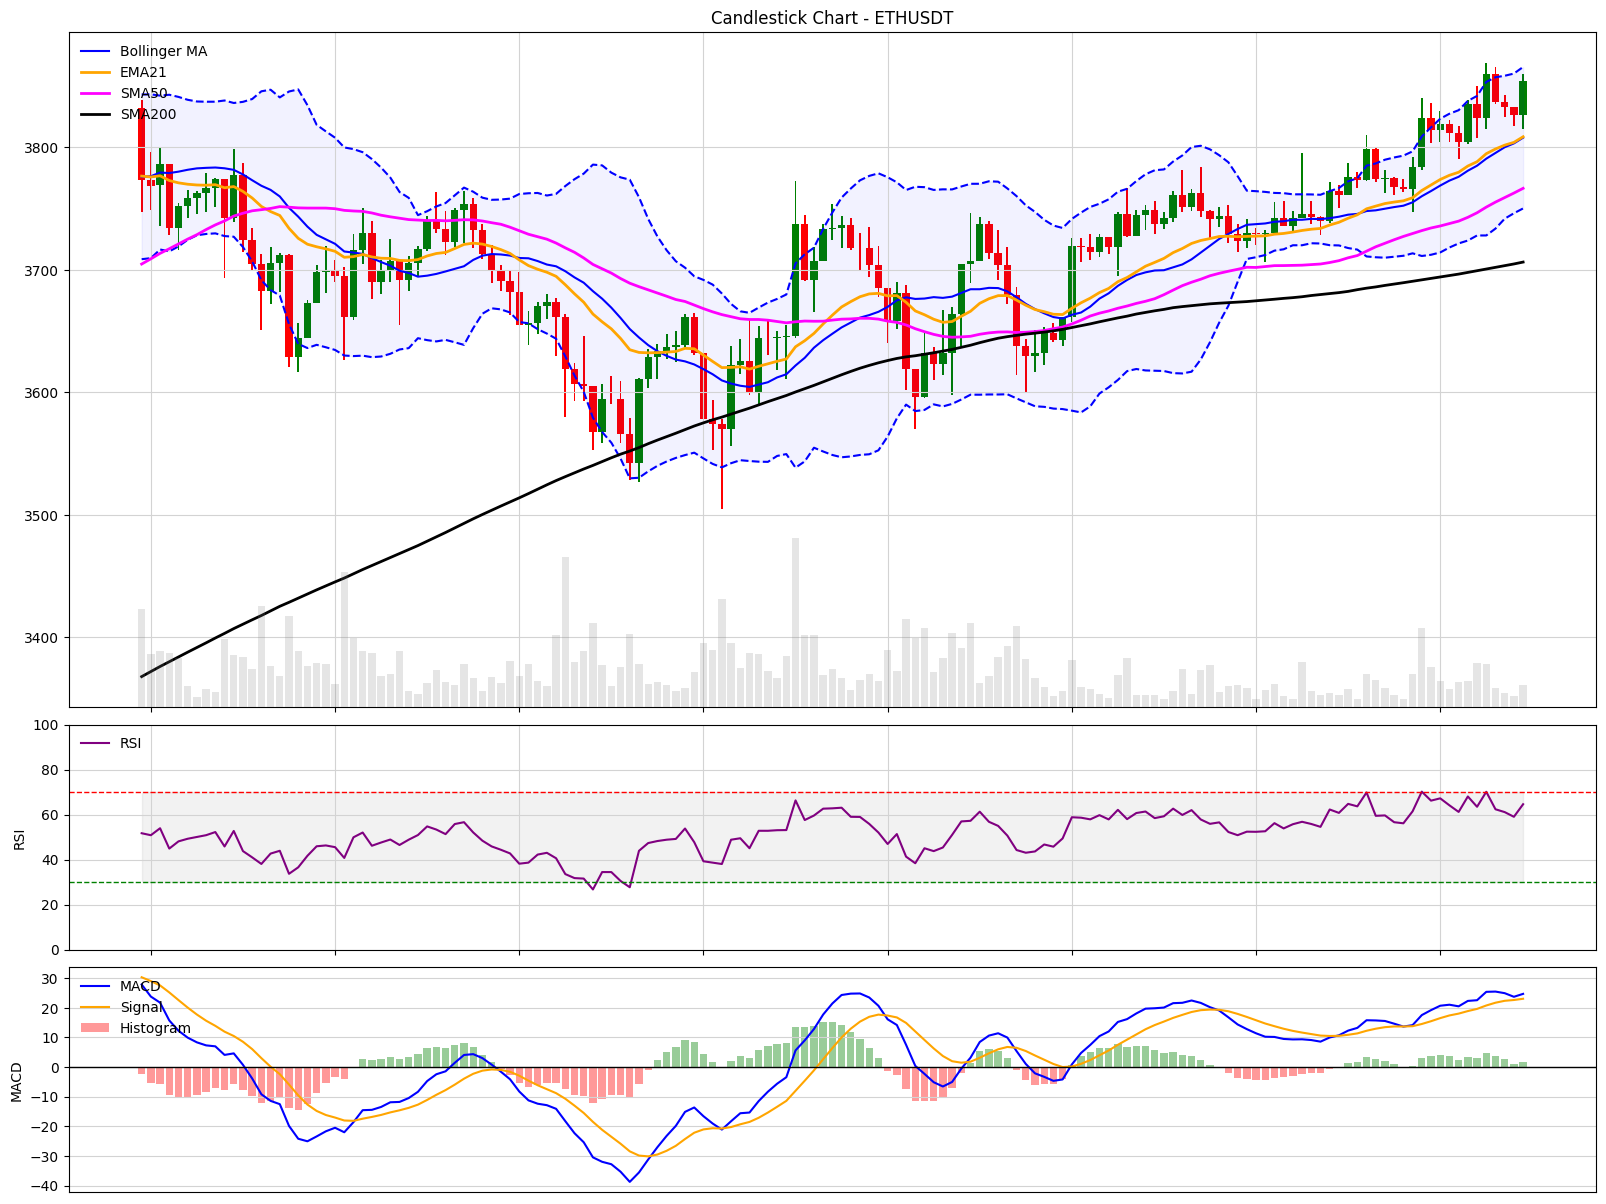 Candlestick Chart - ETHUSDT
Bollinger MA
EMA21
SMA50
SMA200
3800
3700
3600
3500
3400
RSI
100
80
60
40
20
0
RSI
MACD
Signal
Histogram
30
20
10
0
−10
−20
−30
−40
MACD